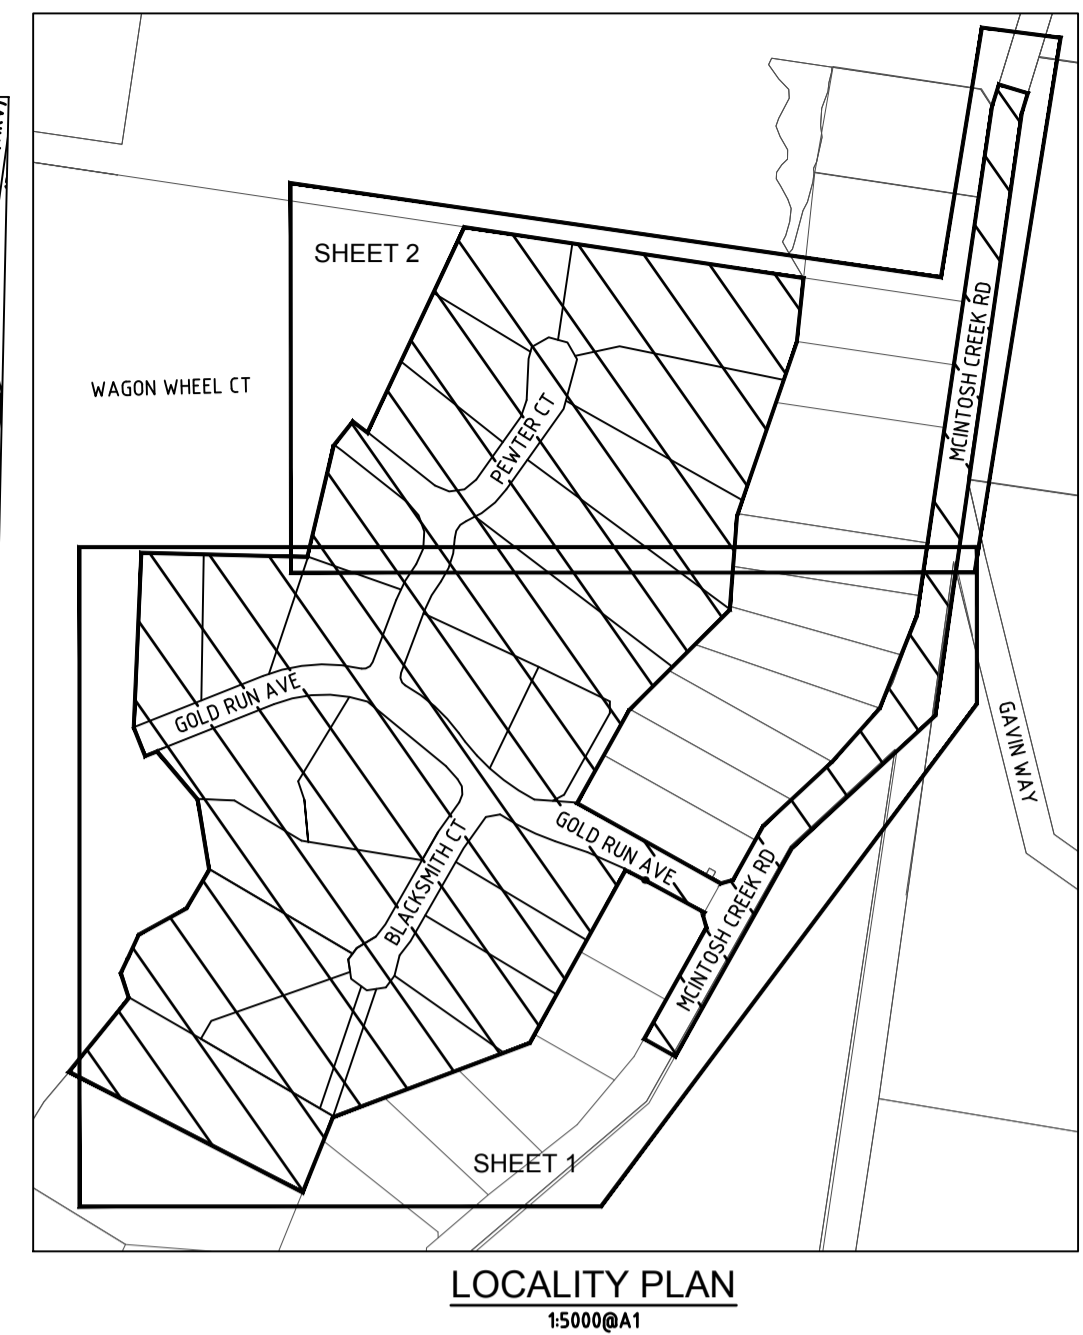 SHEET 2
MCINTOSH CREEK RD
WAGON WHEEL CT
PEWTER CT
GOLD RUN AVE
GAVIN WAY
GOLD RUN AVE
BLACKSMITH CT
MCINTOSH CREEK RD
SHEET 1
LOCALITY PLAN
1:5000@A1